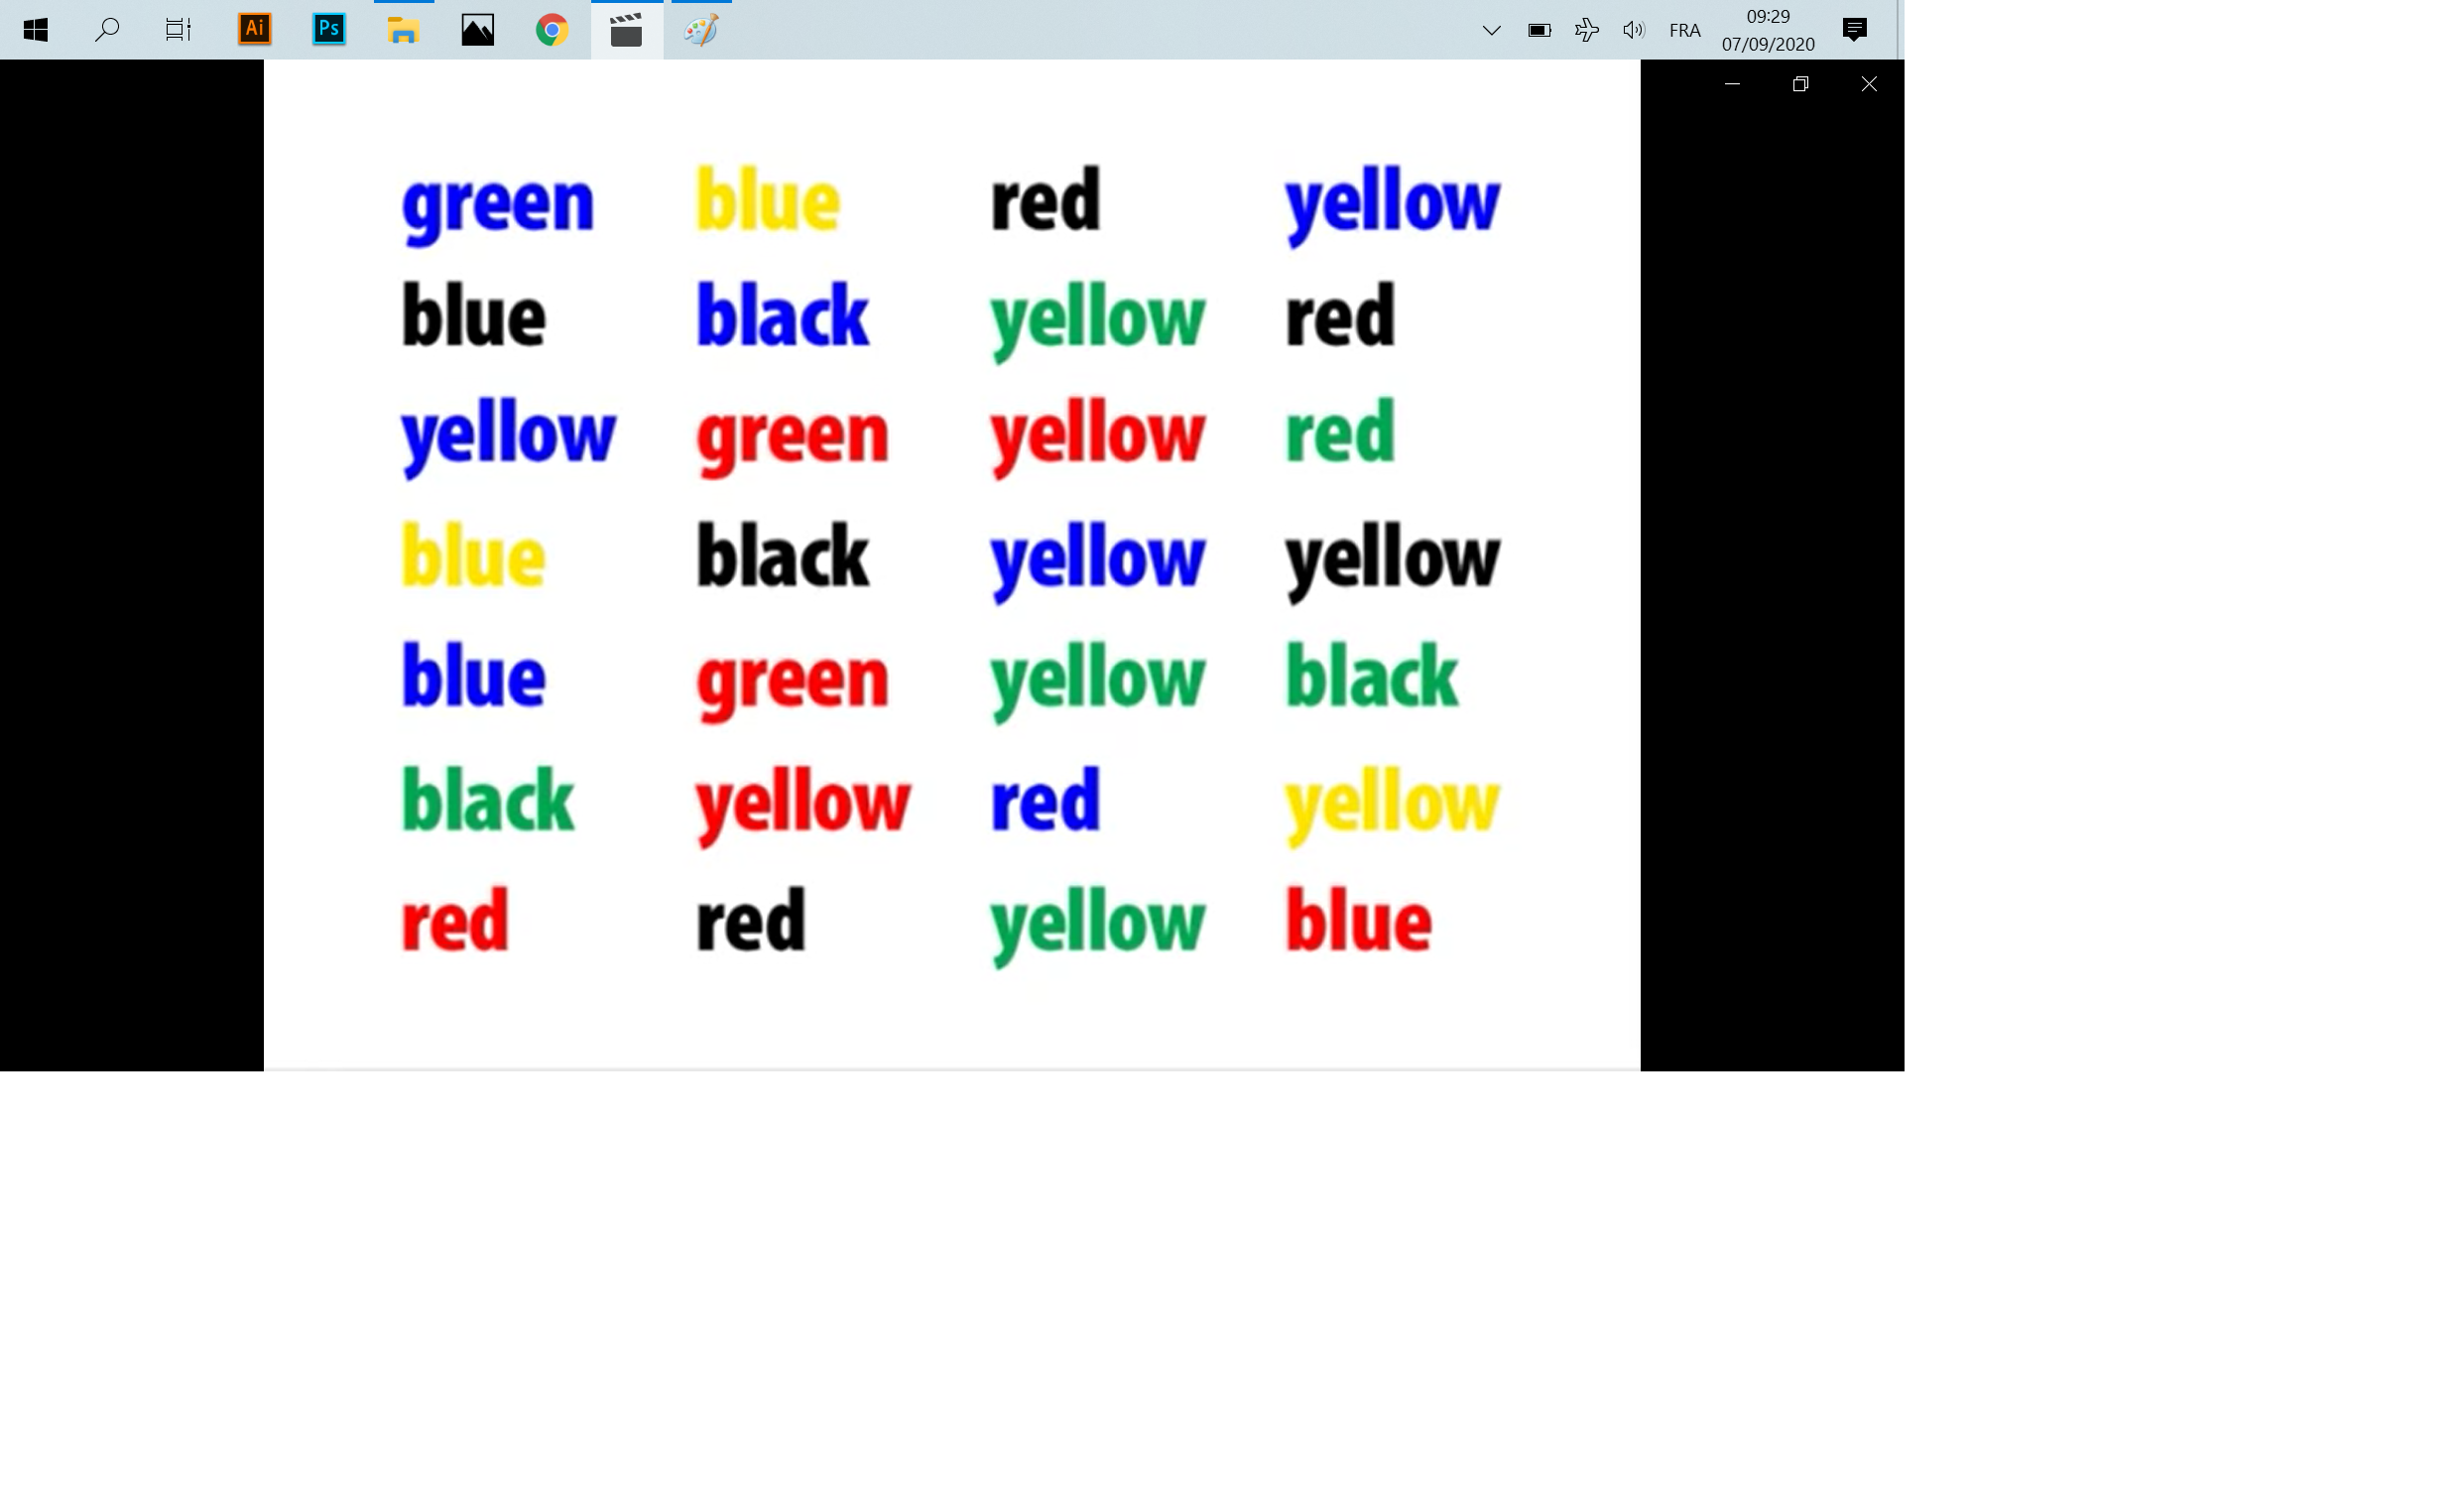 Ai Ps FRA 09:29
07/09/2020
green blue red yellow
blue black yellow red
yellow green yellow red
blue black yellow yellow
blue green yellow black
black yellow red yellow
red red yellow blue